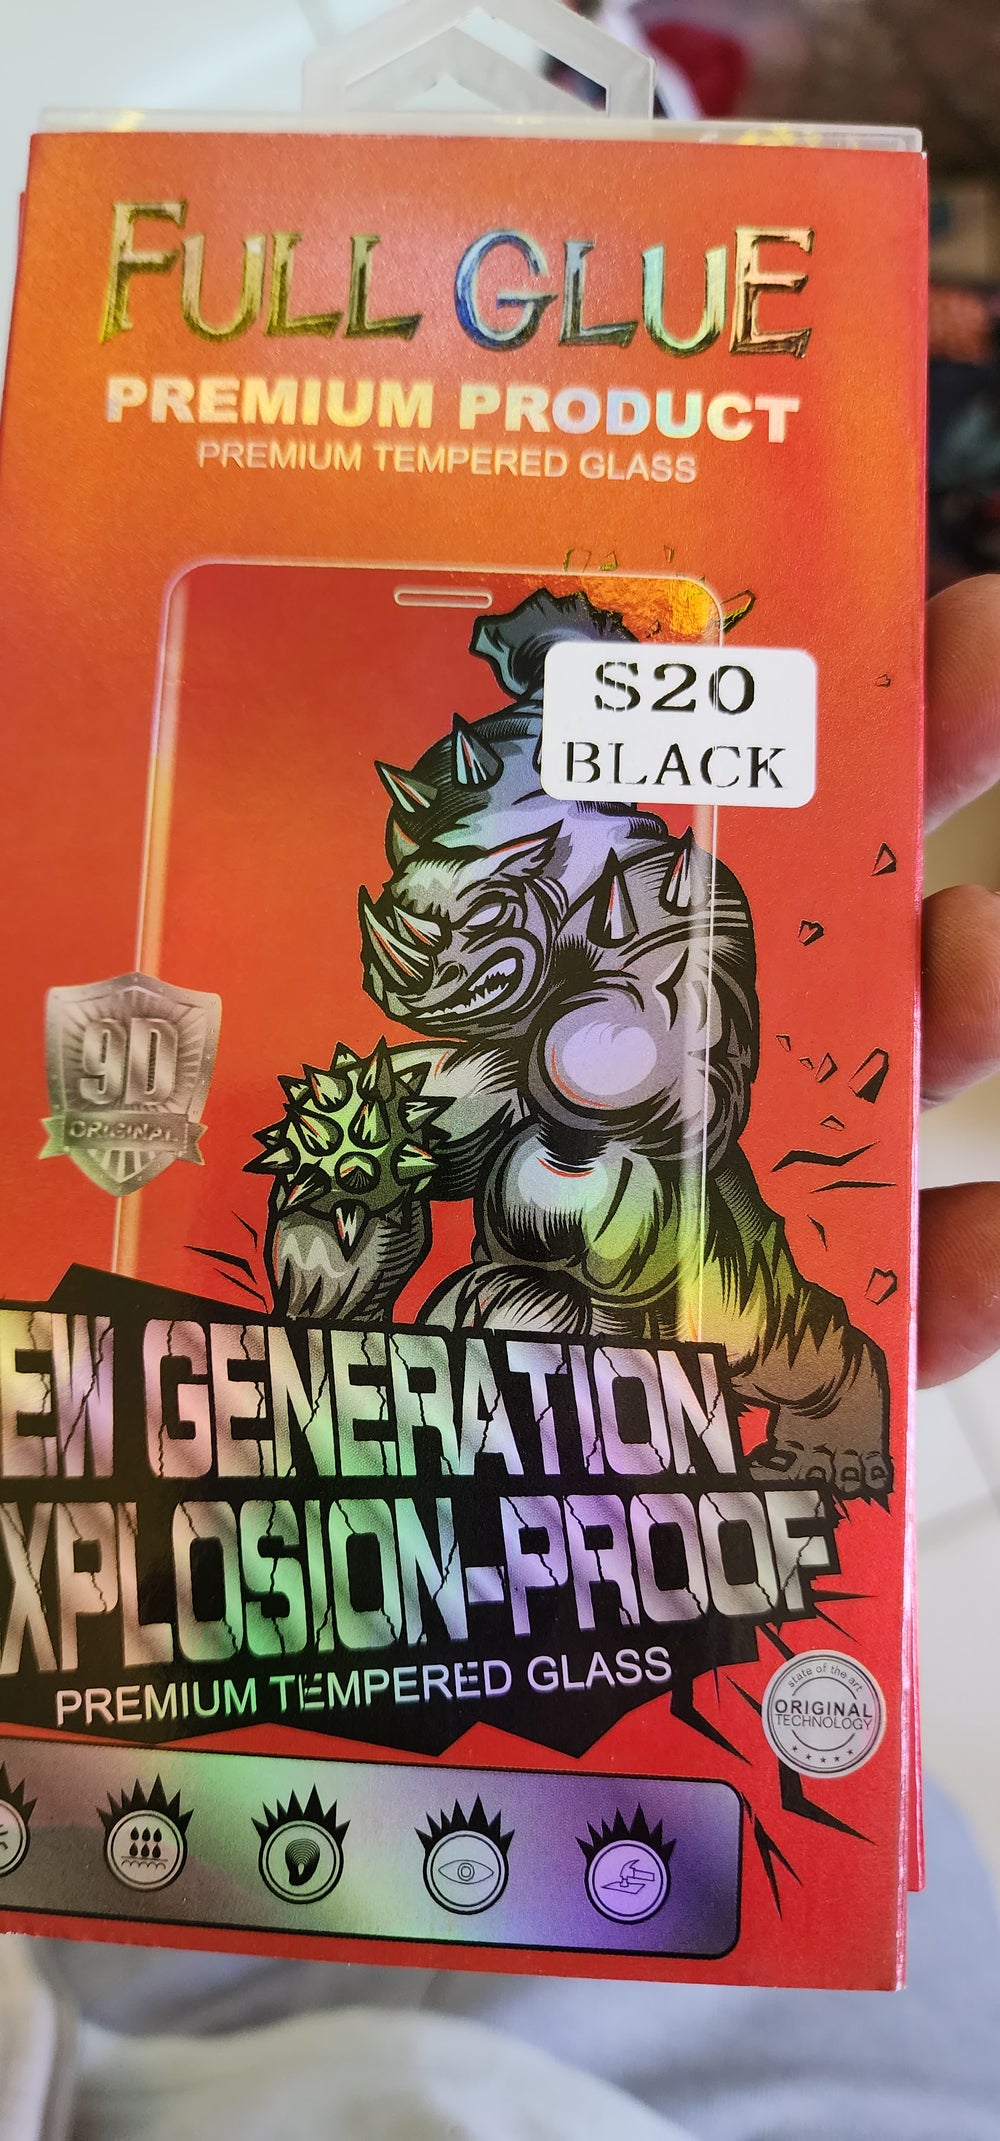 FULL GLUE
PREMIUM PRODUCT
PREMIUM TEMPERED GLASS
S20
BLACK
9D
ORIGINAL
EW GENERATION
XPLOSION-PROOF
PREMIUM TEMPERED GLASS
state of the art
ORIGINAL
TECHNOLOGY